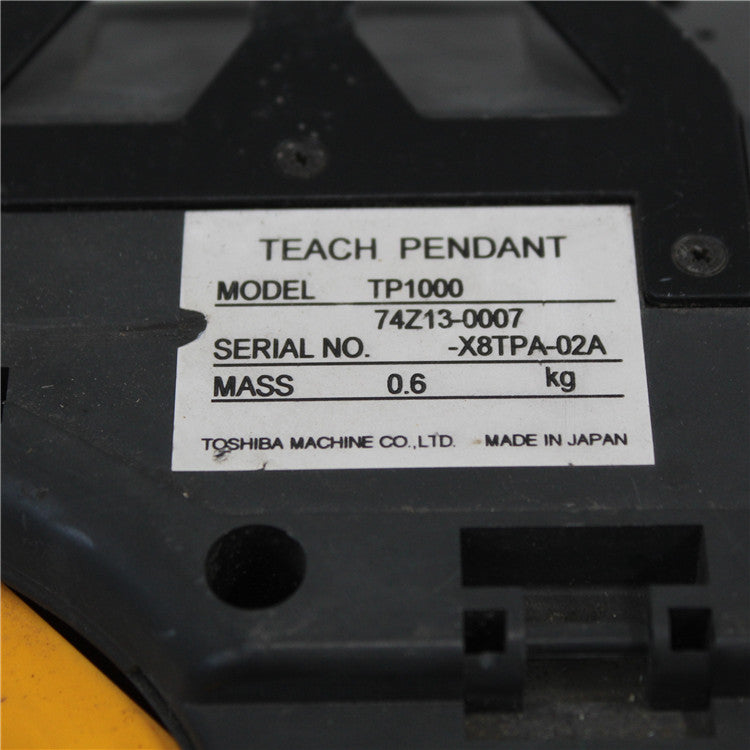 TEACH PENDANT
MODEL TP1000
74Z13-0007
SERIAL NO. -X8TPA-02A
MASS 0.6 kg
TOSHIBA MACHINE CO.,LTD. MADE IN JAPAN